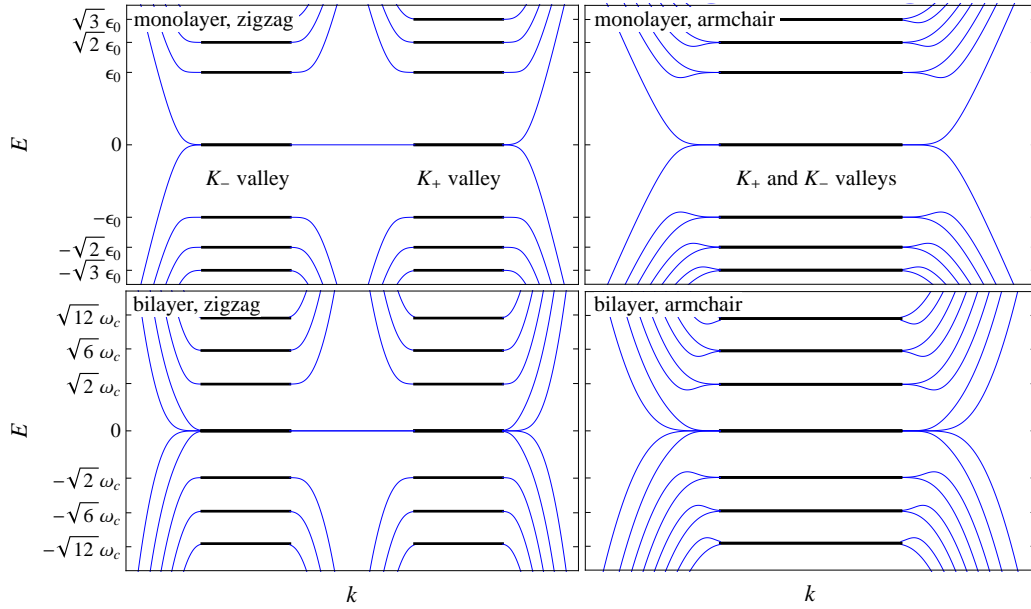 monolayer, zigzag
monolayer, armchair
√3 ϵ₀
√2 ϵ₀
ϵ₀
E
0
K₋ valley
K₊ valley
K₊ and K₋ valleys
−ϵ₀
−√2 ϵ₀
−√3 ϵ₀
bilayer, zigzag
bilayer, armchair
√12 ω_c
√6 ω_c
√2 ω_c
E
0
−√2 ω_c
−√6 ω_c
−√12 ω_c
k
k